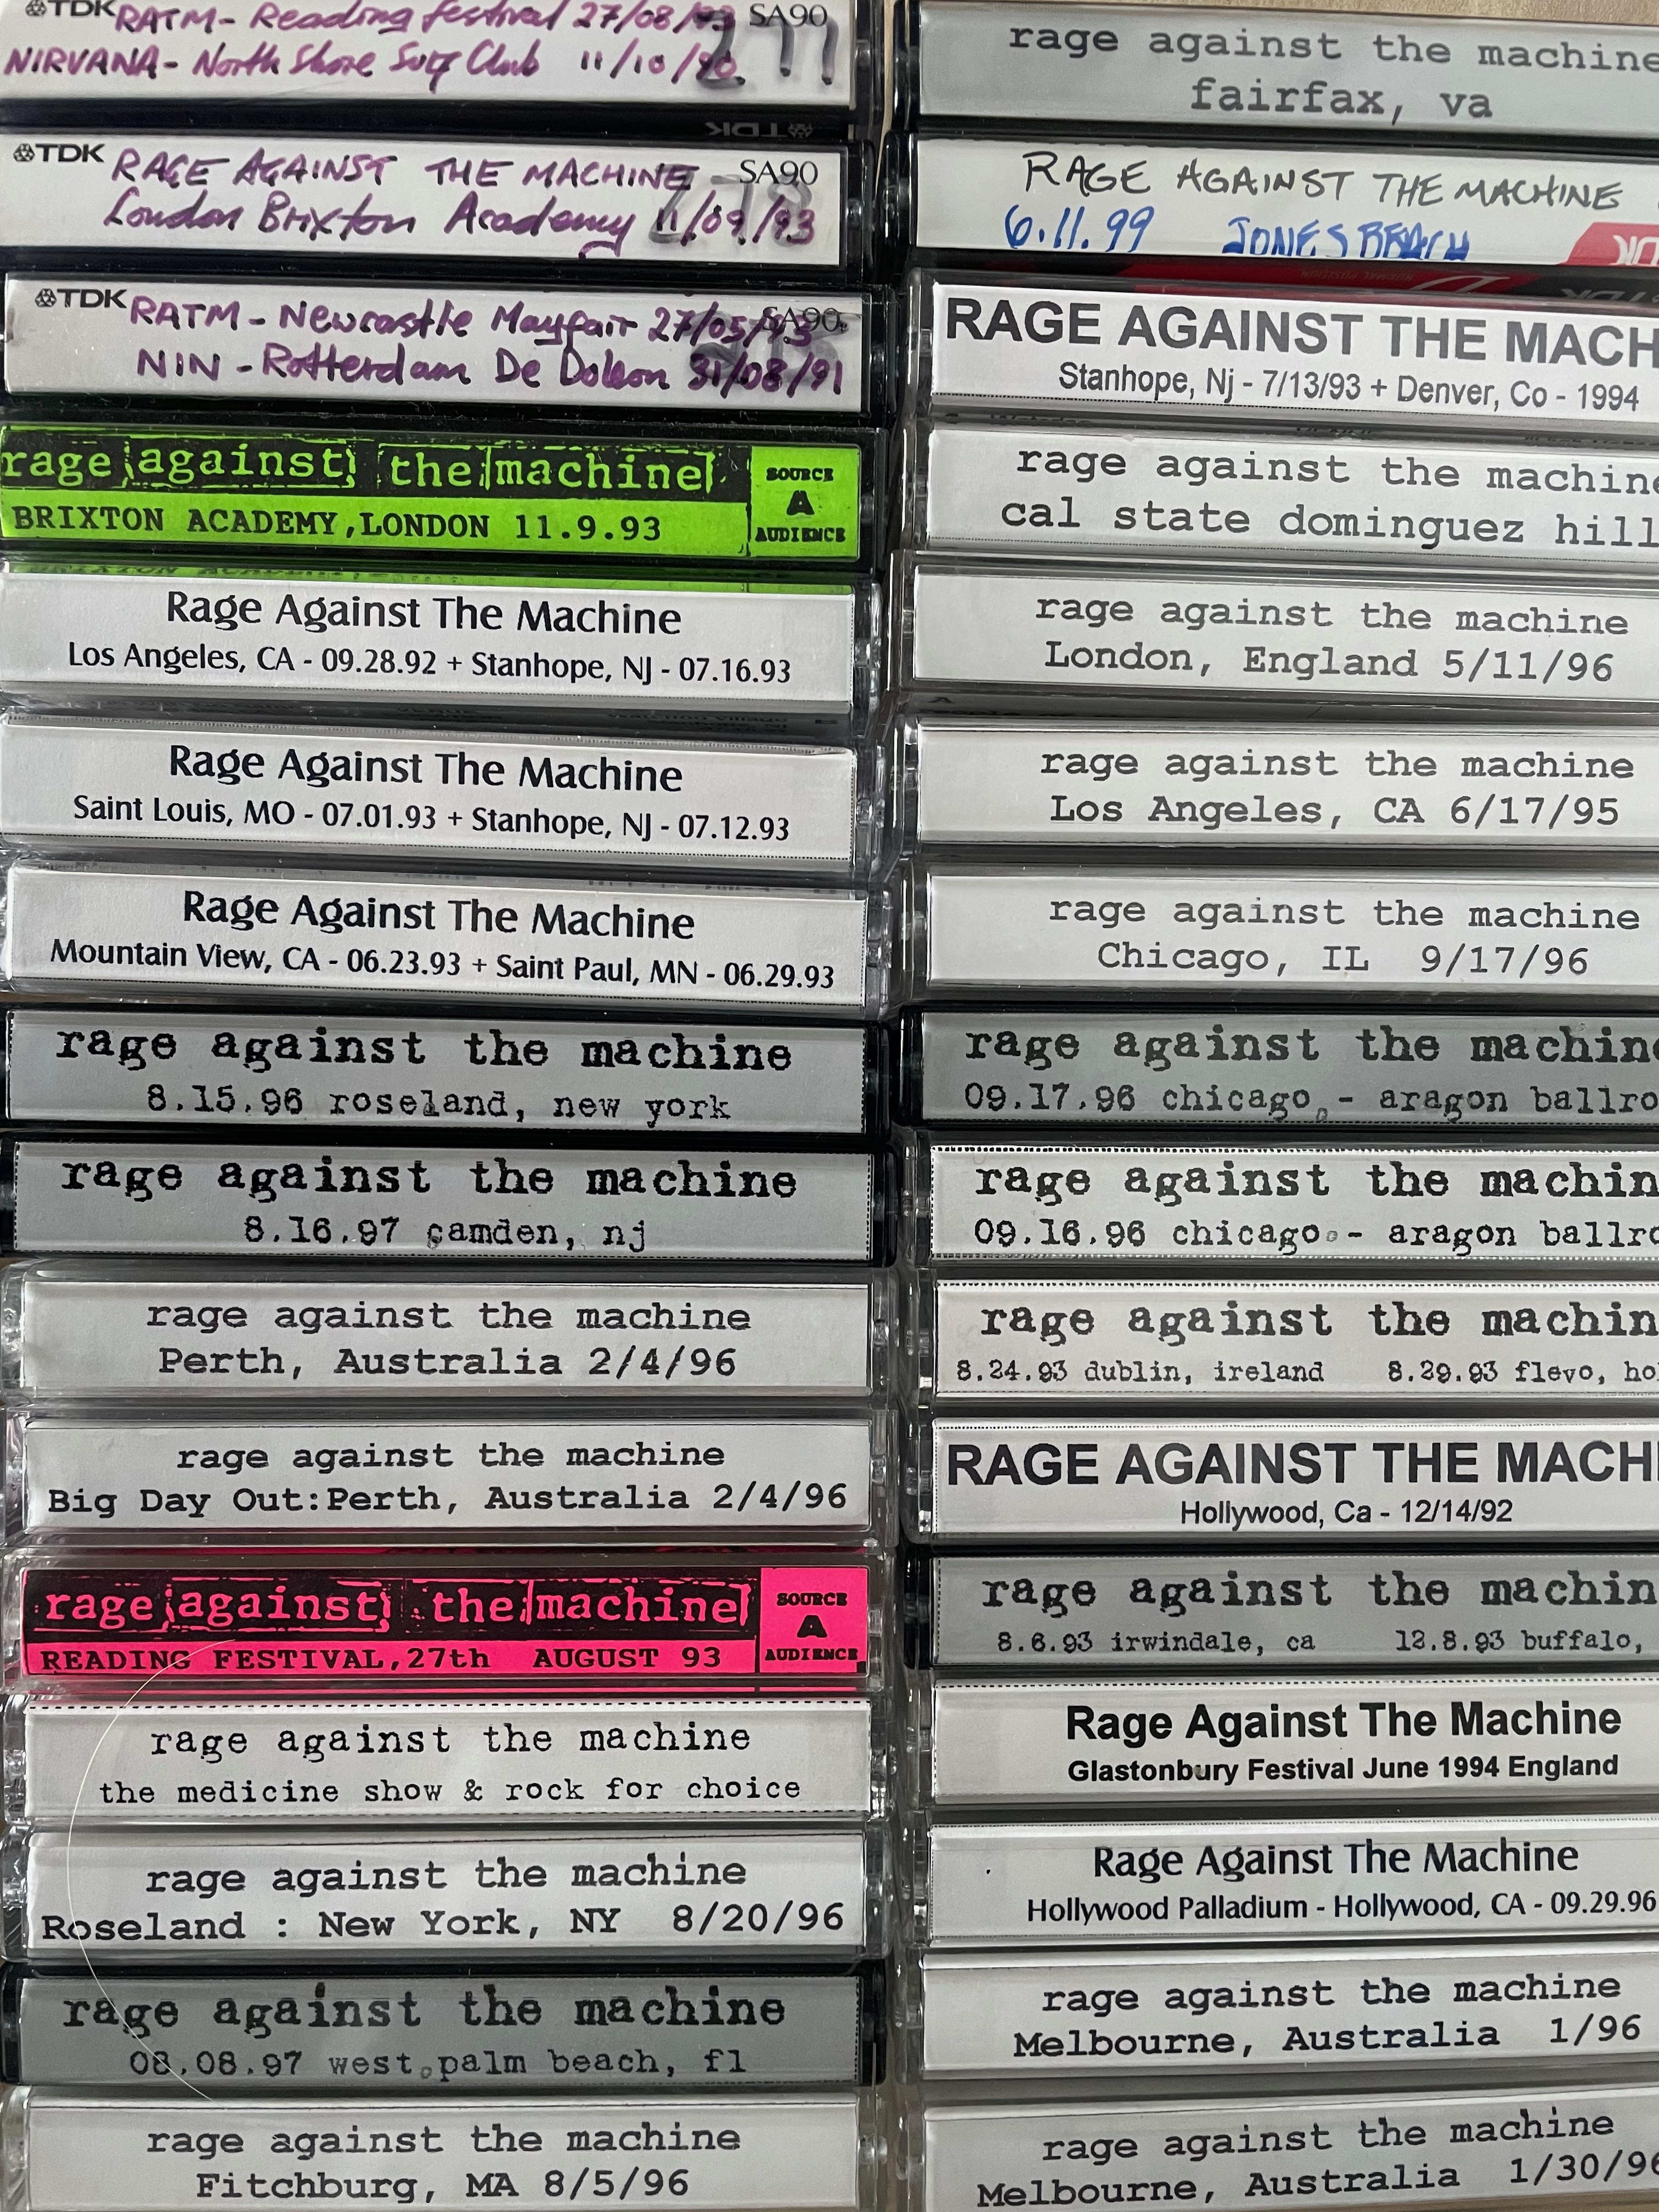 TDK RATM- Reading festival 27/08/93 SA90
NIRVANA- North Shore Surf Club 11/10/90
TDK RAGE AGAINST THE MACHINE SA90
London Brixton Academy 11/09/93
TDK RATM- Newcastle Mayfair 27/05/93 SA90
NIN - Rotterdam De Doleon 31/08/91
rage against the machine
BRIXTON ACADEMY, LONDON 11.9.93
SOURCE
A
AUDIENCE
Rage Against The Machine
Los Angeles, CA - 09.28.92 + Stanhope, NJ - 07.16.93
Rage Against The Machine
Saint Louis, MO - 07.01.93 + Stanhope, NJ - 07.12.93
Rage Against The Machine
Mountain View, CA - 06.23.93 + Saint Paul, MN - 06.29.93
rage against the machine
8.15.96 roseland, new york
rage against the machine
8.16.97 camden, nj
rage against the machine
Perth, Australia 2/4/96
rage against the machine
Big Day Out:Perth, Australia 2/4/96
rage against the machine
READING FESTIVAL, 27th AUGUST 93
SOURCE
A
AUDIENCE
rage against the machine
the medicine show & rock for choice
rage against the machine
Roseland : New York, NY 8/20/96
rage against the machine
08.08.97 west palm beach, fl
rage against the machine
Fitchburg, MA 8/5/96
rage against the machine
fairfax, va
RAGE AGAINST THE MACHINE
6.11.99 JONES BEACH
TDK
RAGE AGAINST THE MACH
Stanhope, Nj - 7/13/93 + Denver, Co - 1994
rage against the machine
cal state dominguez hill
rage against the machine
London, England 5/11/96
rage against the machine
Los Angeles, CA 6/17/95
rage against the machine
Chicago, IL 9/17/96
rage against the machine
09.17.96 chicago - aragon ballro
rage against the machin
09.16.96 chicago - aragon ballro
rage against the machin
8.24.93 dublin, ireland 8.29.93 flevo, ho
RAGE AGAINST THE MACHI
Hollywood, Ca - 12/14/92
rage against the machin
8.6.93 irwindale, ca 12.8.93 buffalo,
Rage Against The Machine
Glastonbury Festival June 1994 England
Rage Against The Machine
Hollywood Palladium - Hollywood, CA - 09.29.96
rage against the machine
Melbourne, Australia 1/96
rage against the machine
Melbourne, Australia 1/30/96